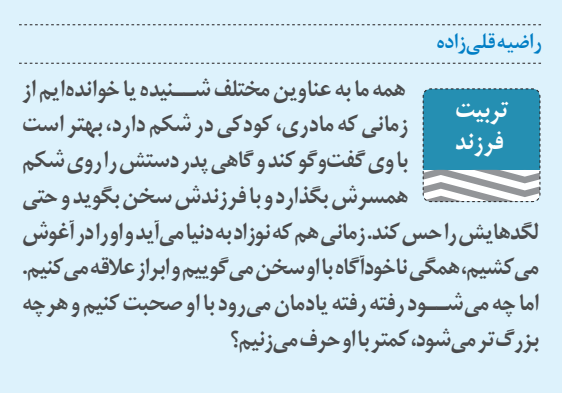 راضیه قلی‌زاده
تربیت
فرزند
همه ما به عناوین مختلف شنیده یا خوانده‌ایم از
زمانی که مادری، کودکی در شکم دارد، بهتر است
با وی گفت‌وگو کند و گاهی پدر دستش را روی شکم
همسرش بگذارد و با فرزندش سخن بگوید و حتی
لگدهایش را حس کند. زمانی هم که نوزاد به دنیا می‌آید و او را در آغوش
می‌کشیم، همگی ناخودآگاه با او سخن می‌گوییم و ابراز علاقه می‌کنیم.
اما چه می‌شود رفته رفته یادمان می‌رود با او صحبت کنیم و هر چه
بزرگ‌تر می‌شود، کمتر با او حرف می‌زنیم؟